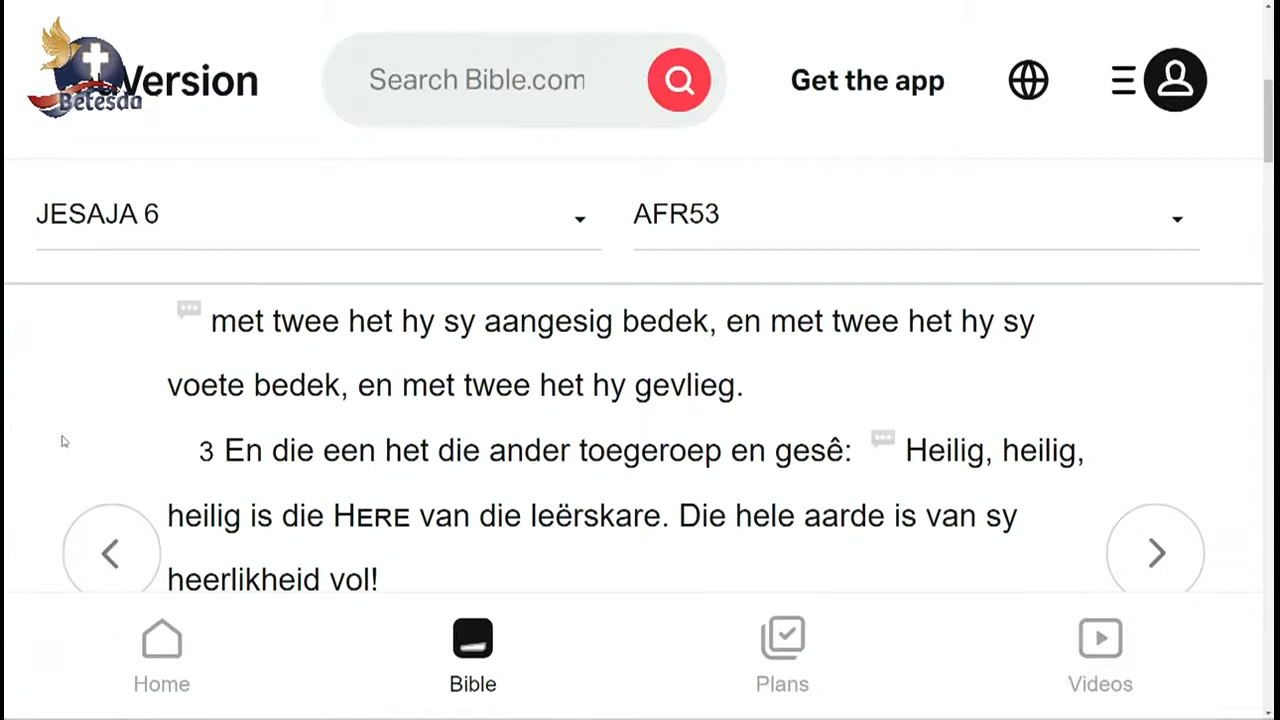 Version
Betesda
Search Bible.com
Get the app
JESAJA 6
AFR53
met twee het hy sy aangesig bedek, en met twee het hy sy
voete bedek, en met twee het hy gevlieg.
3 En die een het die ander toegeroep en gesê: Heilig, heilig,
heilig is die HERE van die leërskare. Die hele aarde is van sy
heerlikheid vol!
Home
Bible
Plans
Videos